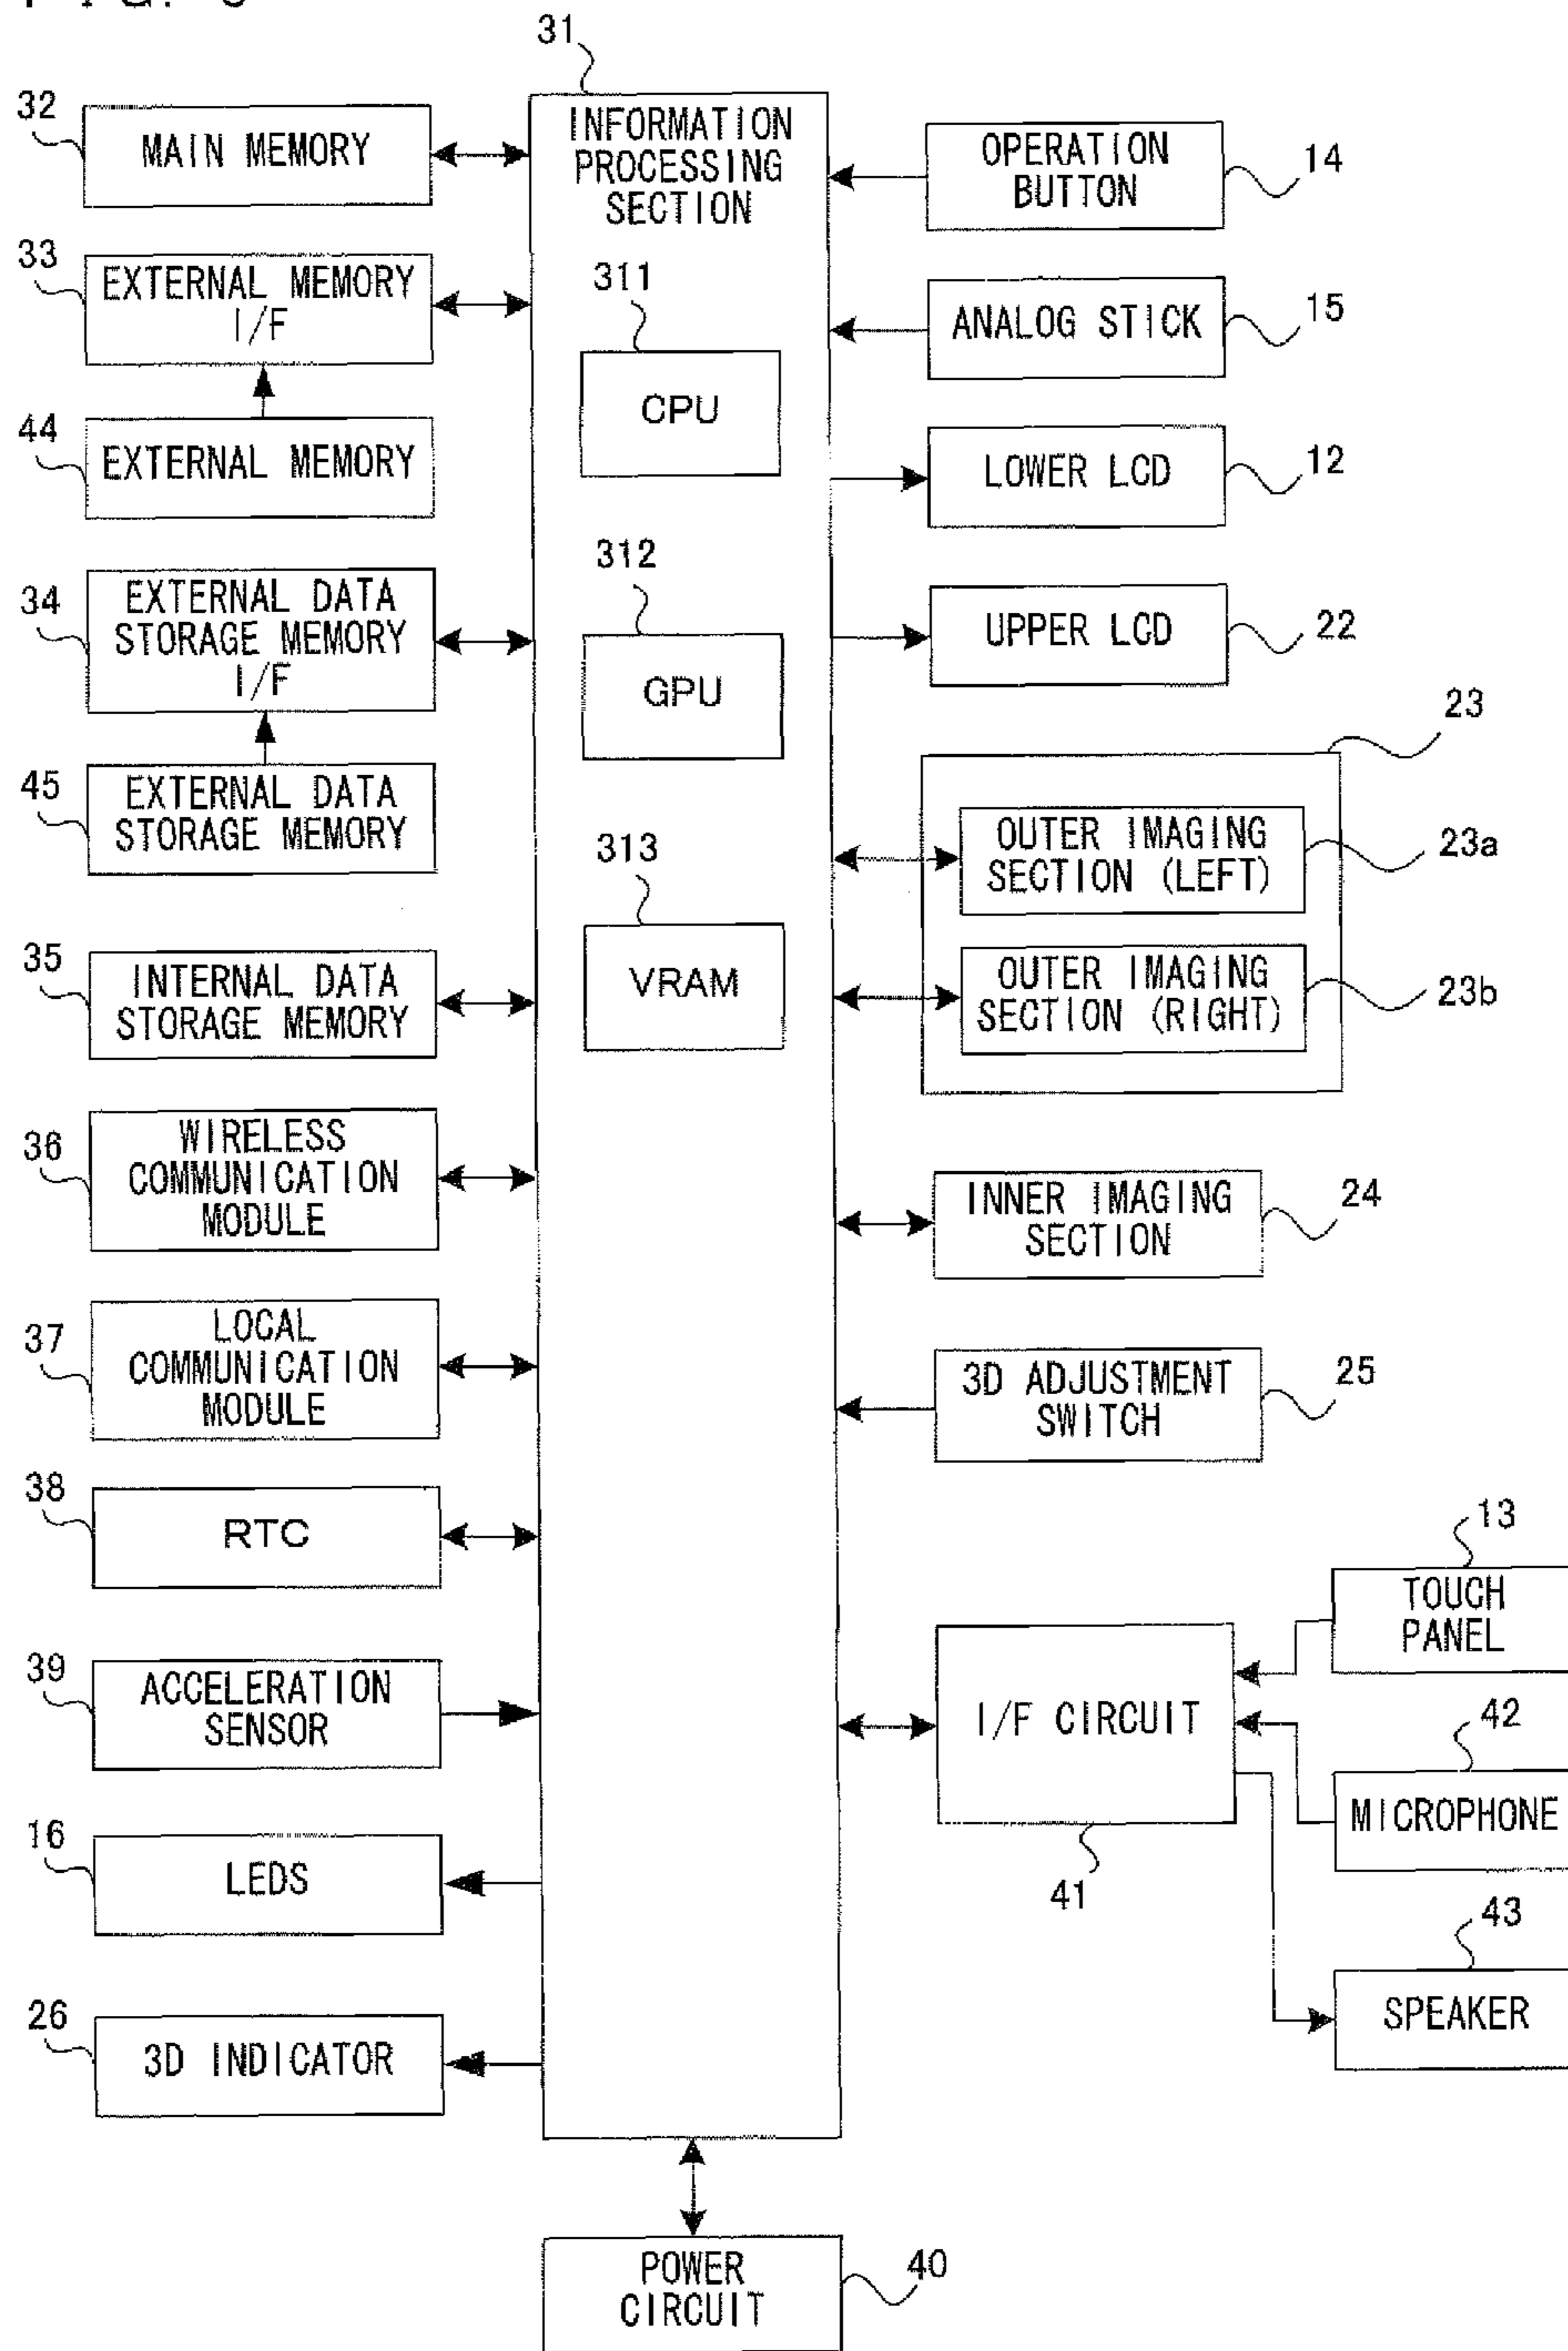 31
32
MAIN MEMORY
33
EXTERNAL MEMORY
I/F
44
EXTERNAL MEMORY
34
EXTERNAL DATA
STORAGE MEMORY
I/F
45
EXTERNAL DATA
STORAGE MEMORY
35
INTERNAL DATA
STORAGE MEMORY
36
WIRELESS
COMMUNICATION
MODULE
37
LOCAL
COMMUNICATION
MODULE
38
RTC
39
ACCELERATION
SENSOR
16
LEDS
26
3D INDICATOR
INFORMATION
PROCESSING
SECTION
311
CPU
312
GPU
313
VRAM
OPERATION
BUTTON
14
ANALOG STICK
15
LOWER LCD
12
UPPER LCD
22
23
OUTER IMAGING
SECTION (LEFT)
23a
OUTER IMAGING
SECTION (RIGHT)
23b
INNER IMAGING
SECTION
24
3D ADJUSTMENT
SWITCH
25
13
TOUCH
PANEL
I/F CIRCUIT
41
42
MICROPHONE
43
SPEAKER
POWER
CIRCUIT
40